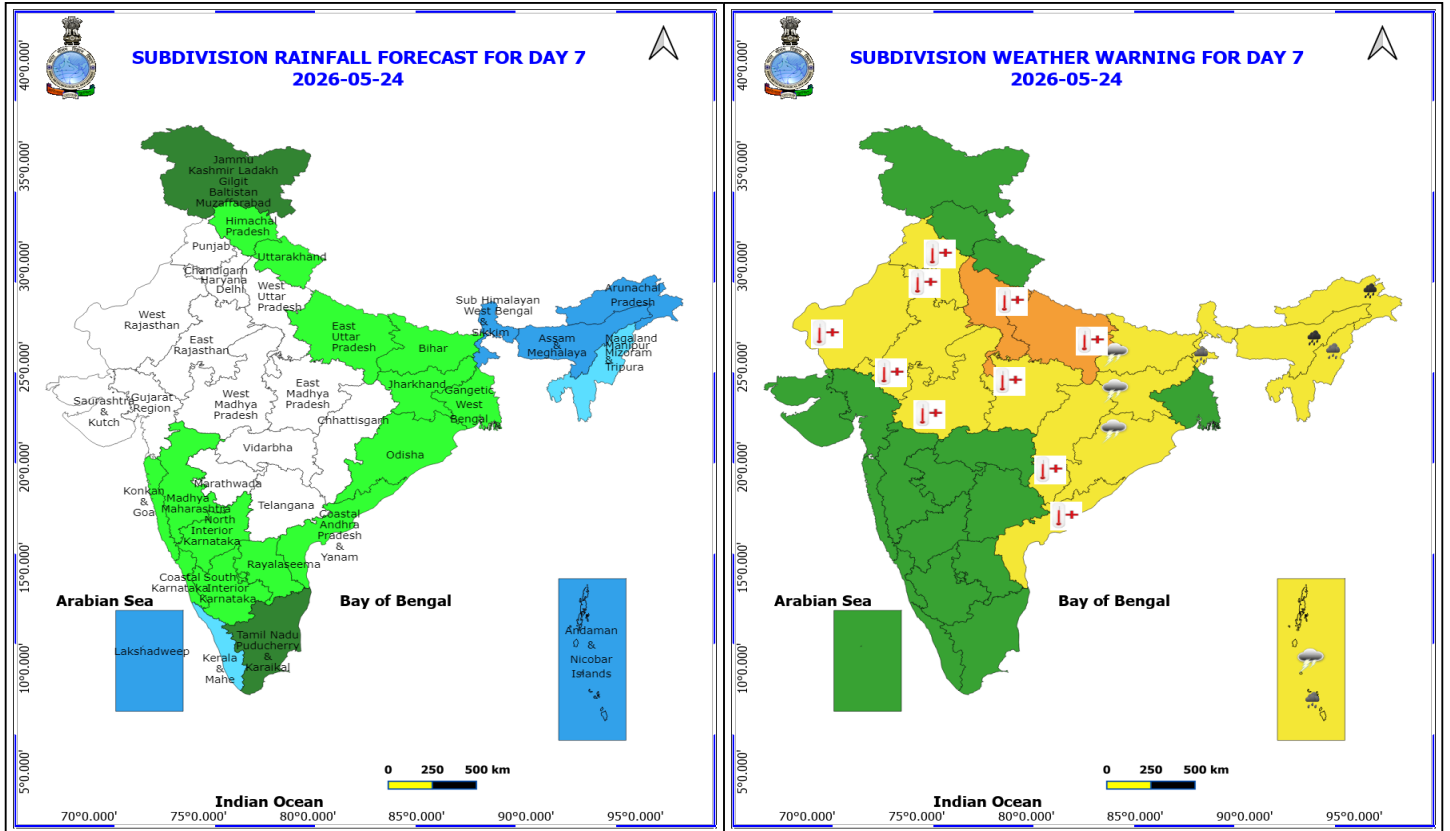 SUBDIVISION RAINFALL FORECAST FOR DAY 7
2026-05-24
40°0.000'
35°0.000'
30°0.000'
25°0.000'
20°0.000'
15°0.000'
10°0.000'
5°0.000'
Jammu
Kashmir Ladakh
Gilgit
Baltistan
Muzaffarabad
Himachal
Pradesh
Punjab
Uttarakhand
Chandigarh
Haryana
Delhi
West
Uttar
Pradesh
West
Rajasthan
East
Rajasthan
East
Uttar
Pradesh
Bihar
Sub Himalayan
West Bengal
&
Sikkim
Arunachal
Pradesh
Assam
&
Meghalaya
Nagaland
Manipur
Mizoram
&
Tripura
Jharkhand
Gangetic
West
Bengal
Saurashtra
&
Kutch
Gujarat
Region
West
Madhya
Pradesh
East
Madhya
Pradesh
Chhattisgarh
Vidarbha
Odisha
Konkan
&
Goa
Marathwada
Madhya
Maharashtra
Telangana
North
Interior
Karnataka
Coastal
Andhra
Pradesh
&
Yanam
Rayalaseema
Coastal
Karnataka
South
Interior
Karnataka
Arabian Sea
Bay of Bengal
Lakshadweep
Kerala
&
Mahe
Tamil Nadu
Puducherry
&
Karaikal
Andaman
&
Nicobar
Islands
0 250 500 km
Indian Ocean
70°0.000' 75°0.000' 80°0.000' 85°0.000' 90°0.000' 95°0.000'
SUBDIVISION WEATHER WARNING FOR DAY 7
2026-05-24
40°0.000'
35°0.000'
30°0.000'
25°0.000'
20°0.000'
15°0.000'
10°0.000'
5°0.000'
Arabian Sea
Bay of Bengal
0 250 500 km
Indian Ocean
70°0.000' 75°0.000' 80°0.000' 85°0.000' 90°0.000' 95°0.000'